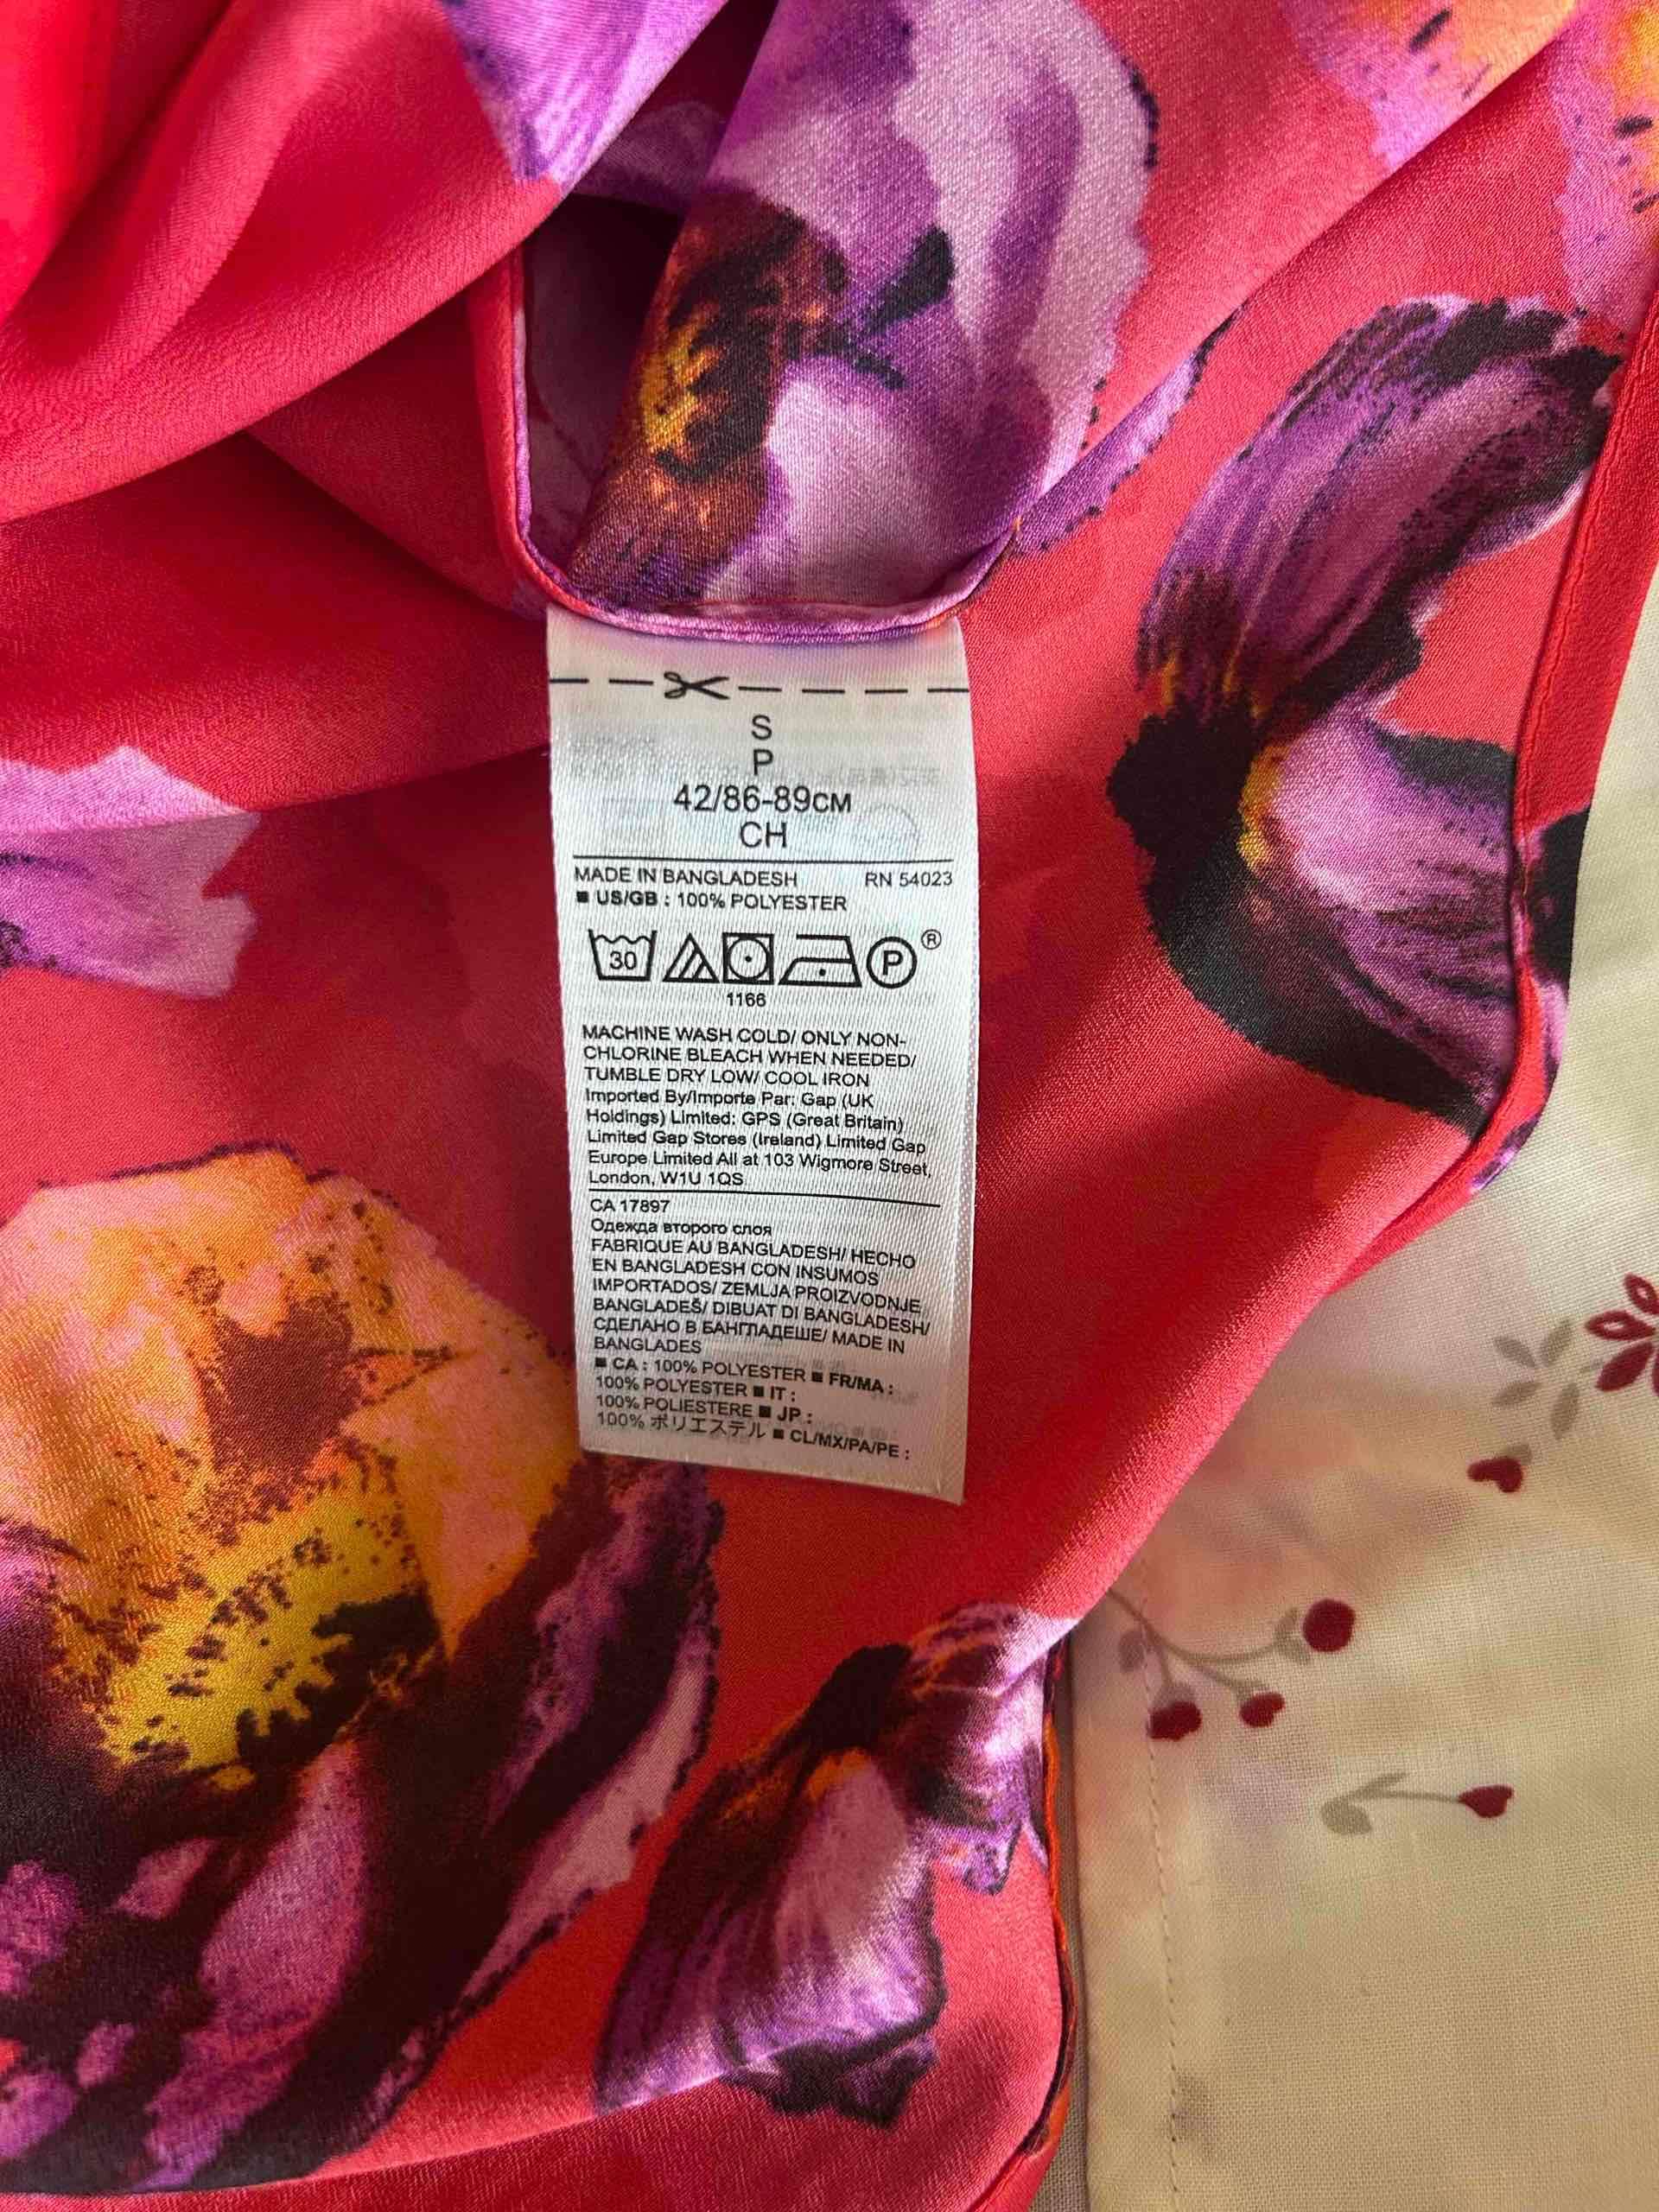 S
P
42/86-89CM
CH
MADE IN BANGLADESH RN 54023
■ US/GB : 100% POLYESTER
30 P ®
1166
MACHINE WASH COLD/ ONLY NON-
CHLORINE BLEACH WHEN NEEDED/
TUMBLE DRY LOW/ COOL IRON
Imported By/Importe Par: Gap (UK
Holdings) Limited: GPS (Great Britain)
Limited Gap Stores (Ireland) Limited Gap
Europe Limited All at 103 Wigmore Street,
London, W1U 1QS
CA 17897
Одежда второго слоя
FABRIQUE AU BANGLADESH/ HECHO
EN BANGLADESH CON INSUMOS
IMPORTADOS/ ZEMLJA PROIZVODNJE
BANGLADEŠ/ DIBUAT DI BANGLADESH/
СДЕЛАНО В БАНГЛАДЕШЕ/ MADE IN
BANGLADES
■ CA : 100% POLYESTER ■ FR/MA :
100% POLYESTER ■ IT :
100% POLIESTERE ■ JP :
100% ポリエステル ■ CL/MX/PA/PE :